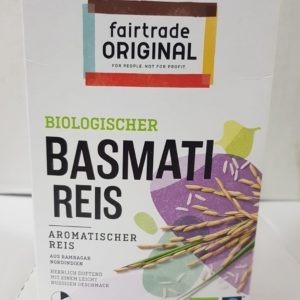 fairtrade
ORIGINAL
FOR PEOPLE. NOT FOR PROFIT.
BIOLOGISCHER
BASMATI
REIS
AROMATISCHER
REIS
AUS RAMNAGAR
NORDINDIEN
HERRLICH DUFTEND
MIT EINEM LEICHT
NUSSIGEN GESCHMACK